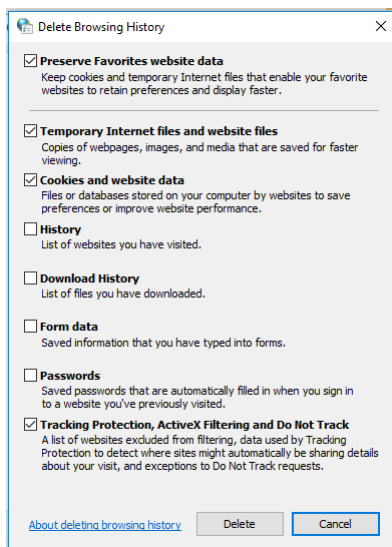 Delete Browsing History
Preserve Favorites website data
Keep cookies and temporary Internet files that enable your favorite
websites to retain preferences and display faster.
Temporary Internet files and website files
Copies of webpages, images, and media that are saved for faster
viewing.
Cookies and website data
Files or databases stored on your computer by websites to save
preferences or improve website performance.
History
List of websites you have visited.
Download History
List of files you have downloaded.
Form data
Saved information that you have typed into forms.
Passwords
Saved passwords that are automatically filled in when you sign in
to a website you've previously visited.
Tracking Protection, ActiveX Filtering and Do Not Track
A list of websites excluded from filtering, data used by Tracking
Protection to detect where sites might automatically be sharing details
about your visit, and exceptions to Do Not Track requests.
About deleting browsing history Delete Cancel